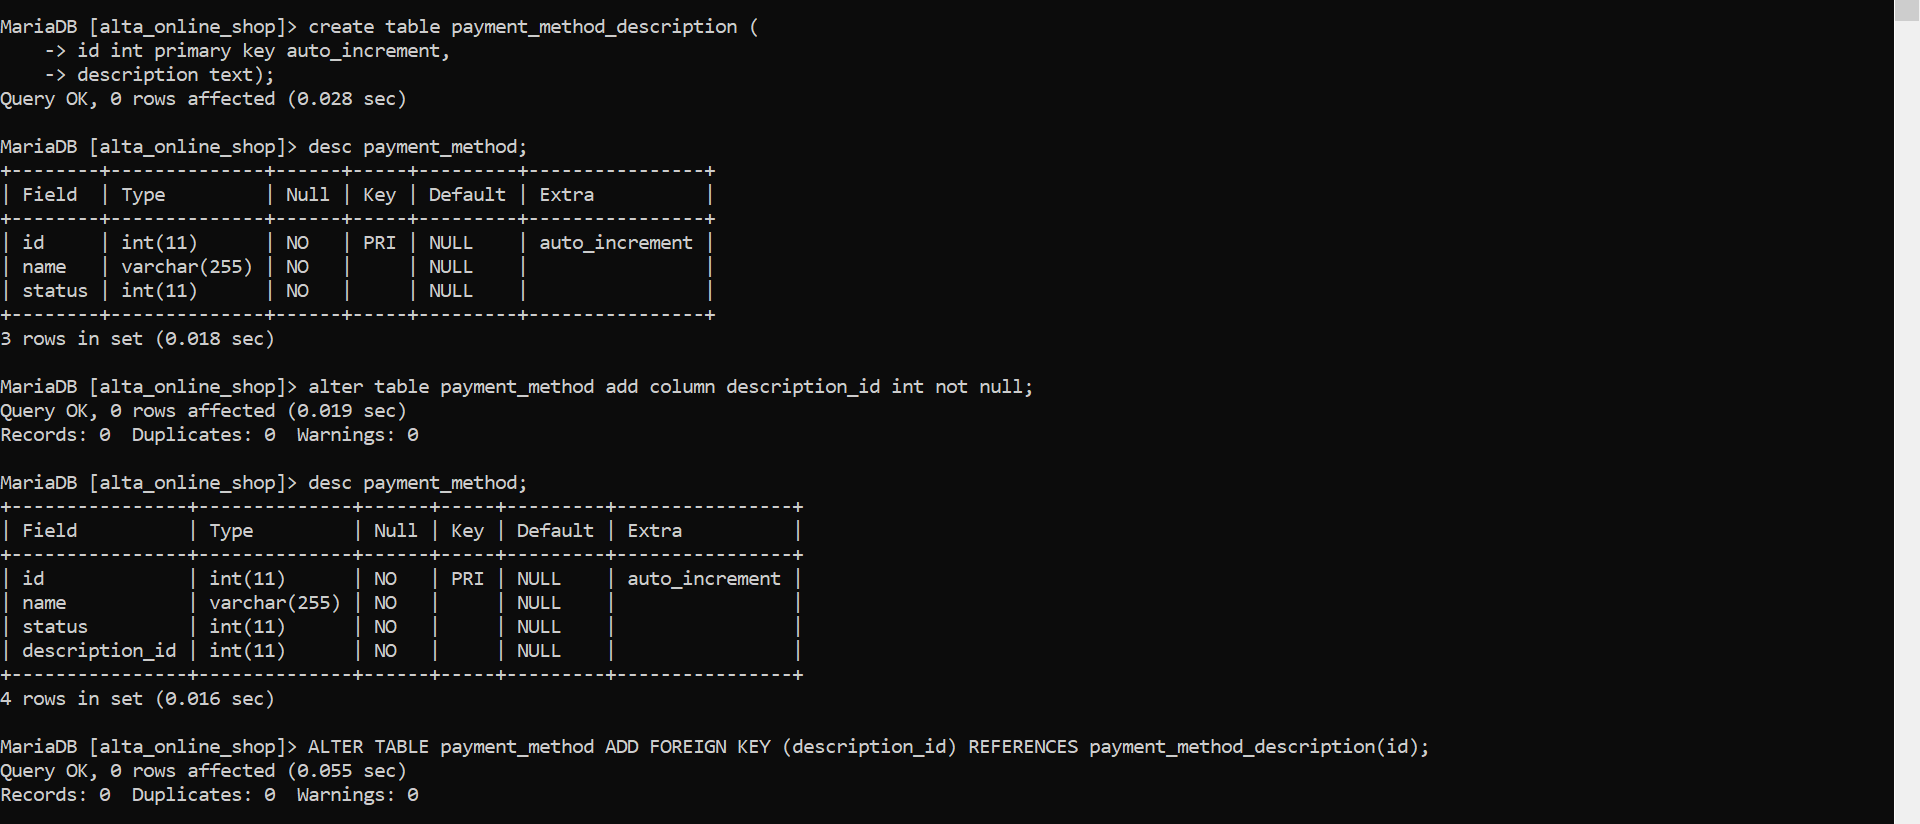 MariaDB [alta_online_shop]> create table payment_method_description (
    -> id int primary key auto_increment,
    -> description text);
Query OK, 0 rows affected (0.028 sec)

MariaDB [alta_online_shop]> desc payment_method;
+--------+--------------+------+-----+---------+----------------+
| Field  | Type         | Null | Key | Default | Extra          |
+--------+--------------+------+-----+---------+----------------+
| id     | int(11)      | NO   | PRI | NULL    | auto_increment |
| name   | varchar(255) | NO   |     | NULL    |                |
| status | int(11)      | NO   |     | NULL    |                |
+--------+--------------+------+-----+---------+----------------+
3 rows in set (0.018 sec)

MariaDB [alta_online_shop]> alter table payment_method add column description_id int not null;
Query OK, 0 rows affected (0.019 sec)
Records: 0  Duplicates: 0  Warnings: 0

MariaDB [alta_online_shop]> desc payment_method;
+----------------+--------------+------+-----+---------+----------------+
| Field          | Type         | Null | Key | Default | Extra          |
+----------------+--------------+------+-----+---------+----------------+
| id             | int(11)      | NO   | PRI | NULL    | auto_increment |
| name           | varchar(255) | NO   |     | NULL    |                |
| status         | int(11)      | NO   |     | NULL    |                |
| description_id | int(11)      | NO   |     | NULL    |                |
+----------------+--------------+------+-----+---------+----------------+
4 rows in set (0.016 sec)

MariaDB [alta_online_shop]> ALTER TABLE payment_method ADD FOREIGN KEY (description_id) REFERENCES payment_method_description(id);
Query OK, 0 rows affected (0.055 sec)
Records: 0  Duplicates: 0  Warnings: 0